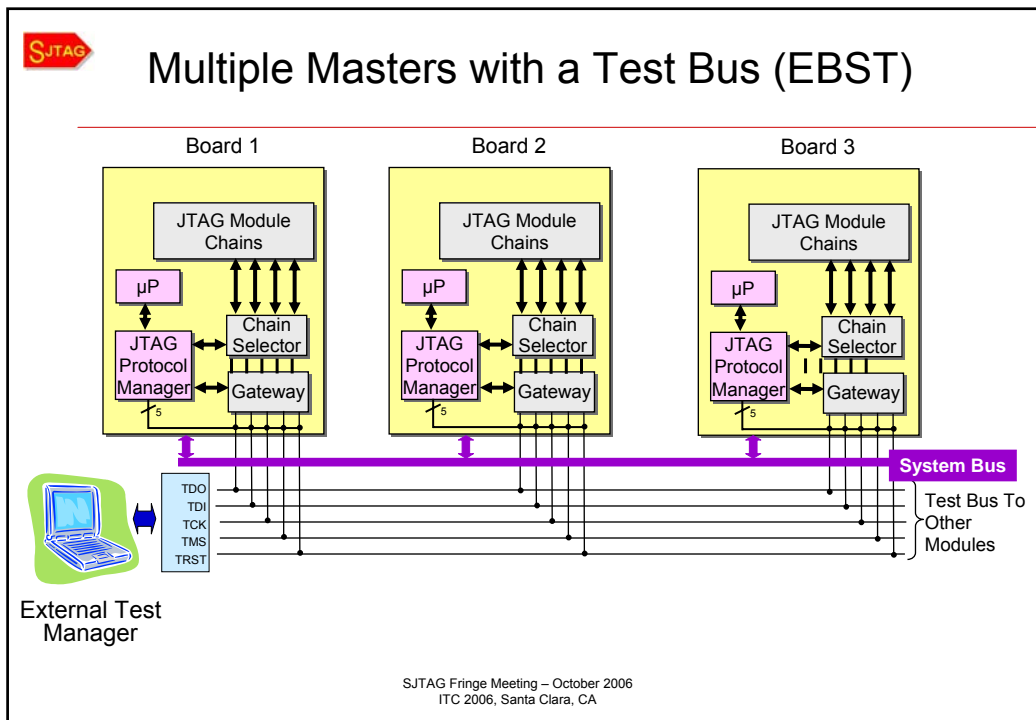 SJTAG
Multiple Masters with a Test Bus (EBST)
Board 1
Board 2
Board 3
JTAG Module
Chains
µP
Chain
Selector
JTAG
Protocol
Manager
Gateway
5
JTAG Module
Chains
µP
Chain
Selector
JTAG
Protocol
Manager
Gateway
5
JTAG Module
Chains
µP
Chain
Selector
JTAG
Protocol
Manager
Gateway
5
System Bus
TDO
TDI
TCK
TMS
TRST
Test Bus To
Other
Modules
External Test
Manager
SJTAG Fringe Meeting – October 2006
ITC 2006, Santa Clara, CA